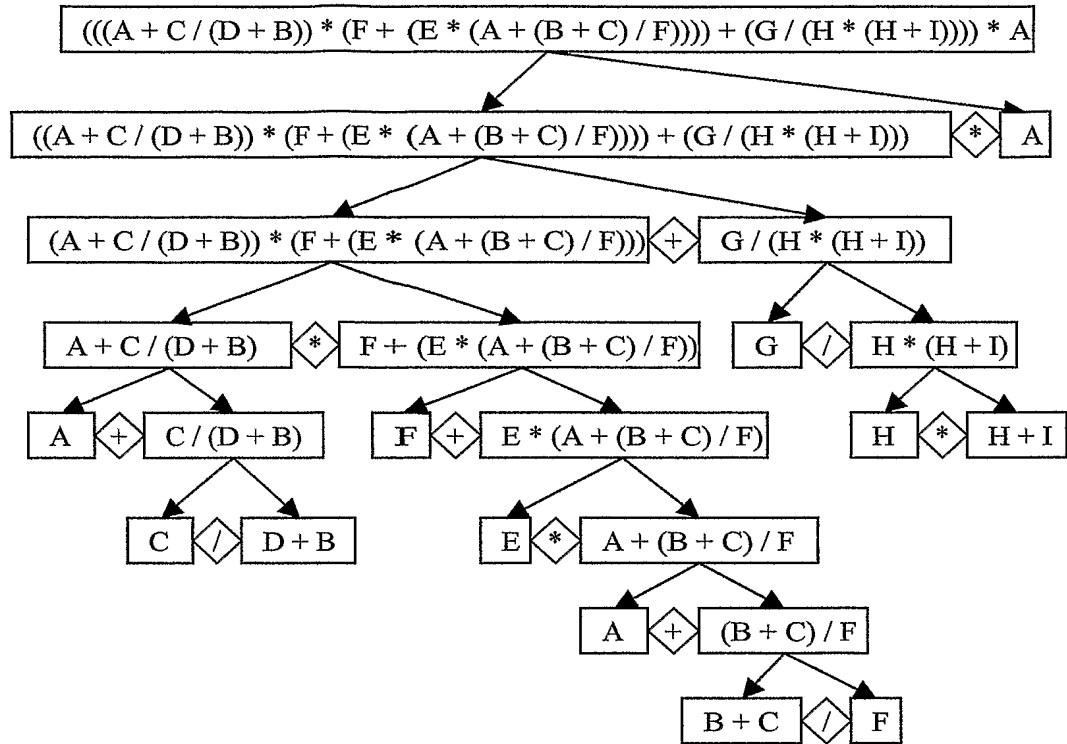 (((A + C / (D + B)) * (F + (E * (A + (B + C) / F)))) + (G / (H * (H + I)))) * A
((A + C / (D + B)) * (F + (E * (A + (B + C) / F)))) + (G / (H * (H + I))) * A
(A + C / (D + B)) * (F + (E * (A + (B + C) / F))) + G / (H * (H + I))
A + C / (D + B) * F + (E * (A + (B + C) / F)) G / H * (H + I)
A + C / (D + B) F + E * (A + (B + C) / F) H * H + I
C / D + B E * A + (B + C) / F
A + (B + C) / F
B + C / F